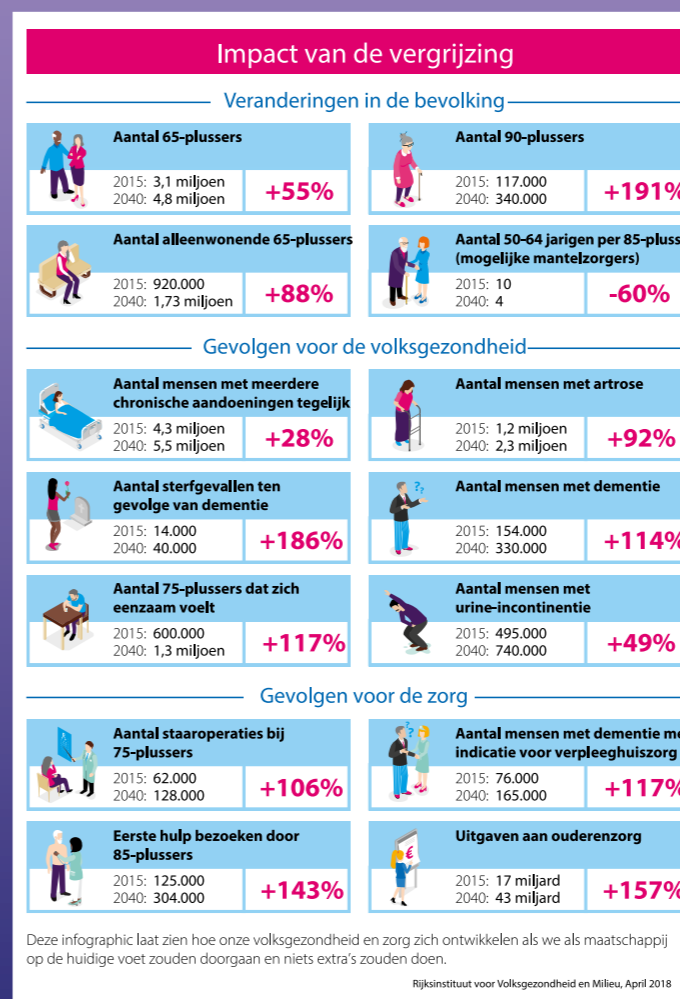 Impact van de vergrijzing
Veranderingen in de bevolking
Aantal 65-plussers
2015: 3,1 miljoen
2040: 4,8 miljoen
+55%
Aantal 90-plussers
2015: 117.000
2040: 340.000
+191%
Aantal alleenwonende 65-plussers
2015: 920.000
2040: 1,73 miljoen
+88%
Aantal 50-64 jarigen per 85-pluss
(mogelijke mantelzorgers)
2015: 10
2040: 4
-60%
Gevolgen voor de volksgezondheid
Aantal mensen met meerdere
chronische aandoeningen tegelijk
2015: 4,3 miljoen
2040: 5,5 miljoen
+28%
Aantal mensen met artrose
2015: 1,2 miljoen
2040: 2,3 miljoen
+92%
Aantal sterfgevallen ten
gevolge van dementie
2015: 14.000
2040: 40.000
+186%
??
Aantal mensen met dementie
2015: 154.000
2040: 330.000
+114%
Aantal 75-plussers dat zich
eenzaam voelt
2015: 600.000
2040: 1,3 miljoen
+117%
Aantal mensen met
urine-incontinentie
2015: 495.000
2040: 740.000
+49%
Gevolgen voor de zorg
Aantal staaroperaties bij
75-plussers
2015: 62.000
2040: 128.000
+106%
??
Aantal mensen met dementie me
indicatie voor verpleeghuiszorg
2015: 76.000
2040: 165.000
+117%
Eerste hulp bezoeken door
85-plussers
2015: 125.000
2040: 304.000
+143%
€
Uitgaven aan ouderenzorg
2015: 17 miljard
2040: 43 miljard
+157%
Deze infographic laat zien hoe onze volksgezondheid en zorg zich ontwikkelen als we als maatschappij
op de huidige voet zouden doorgaan en niets extra's zouden doen.
Rijksinstituut voor Volksgezondheid en Milieu, April 2018